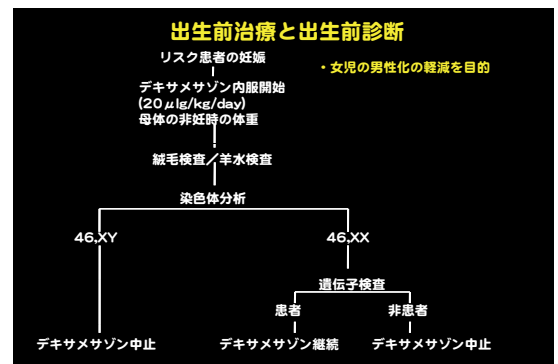 出生前治療と出生前診断
リスク患者の妊娠
・女児の男性化の軽減を目的
デキサメサゾン内服開始
(20μlg/kg/day)
母体の非妊時の体重
絨毛検査／羊水検査
染色体分析
46,XY
46,XX
遺伝子検査
患者
非患者
デキサメサゾン中止
デキサメサゾン継続
デキサメサゾン中止